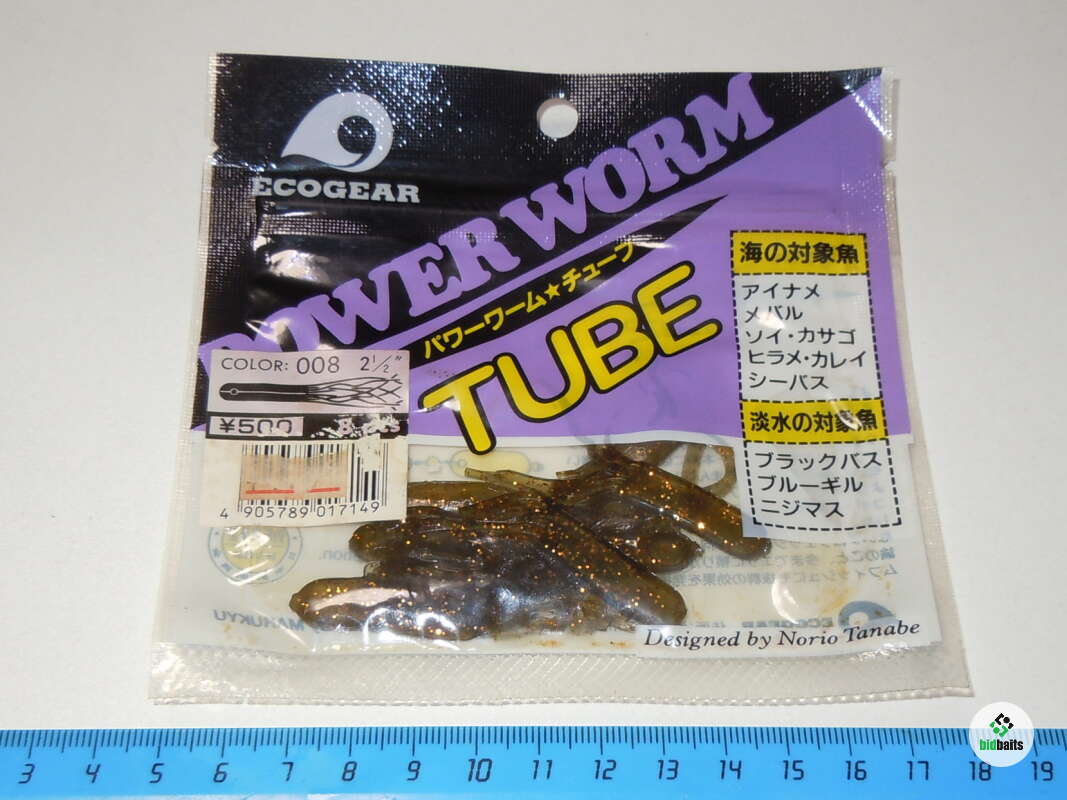 ECOGEAR
POWER WORM
パワーワーム★チューブ
TUBE
海の対象魚
アイナメ
メバル
ソイ・カサゴ
ヒラメ・カレイ
シーバス
淡水の対象魚
ブラックバス
ブルーギル
ニジマス
COLOR: 008 2½"
¥500
4 905789 017149
ECOGEAR
MARUKYU
Designed by Norio Tanabe
3 4 5 6 7 8 9 10 11 12 13 14 15 16 17 18 19
bidbaits